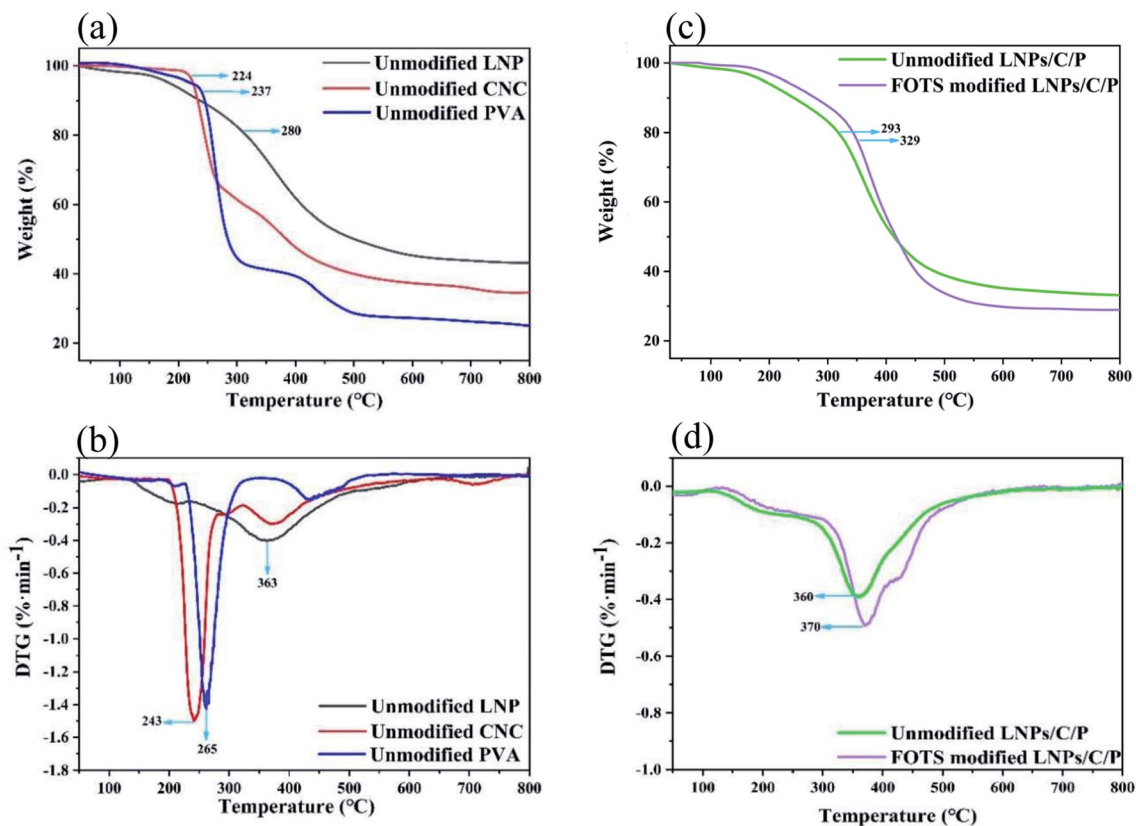 (a)
Unmodified LNP
Unmodified CNC
Unmodified PVA
100
80
60
40
20
224
237
280
Weight (%)
100 200 300 400 500 600 700 800
Temperature (°C)
(c)
Unmodified LNPs/C/P
FOTS modified LNPs/C/P
100
80
60
40
20
293
329
Weight (%)
100 200 300 400 500 600 700 800
Temperature (°C)
(b)
0.0
-0.2
-0.4
-0.6
-0.8
-1.0
-1.2
-1.4
-1.6
-1.8
DTG (%·min⁻¹)
363
243
265
Unmodified LNP
Unmodified CNC
Unmodified PVA
100 200 300 400 500 600 700 800
Temperature (°C)
(d)
0.0
-0.2
-0.4
-0.6
-0.8
-1.0
DTG (%·min⁻¹)
360
370
Unmodified LNPs/C/P
FOTS modified LNPs/C/P
100 200 300 400 500 600 700 800
Temperature (°C)